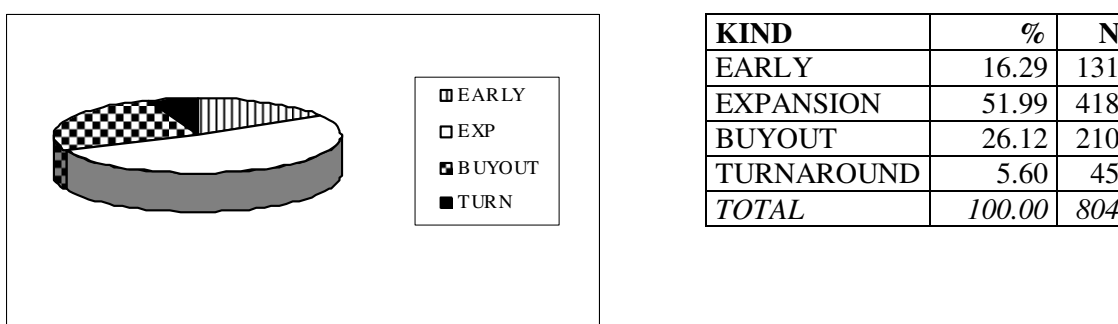 EARLY
EXP
BUYOUT
TURN
KIND % N
EARLY 16.29 131
EXPANSION 51.99 418
BUYOUT 26.12 210
TURNAROUND 5.60 45
TOTAL 100.00 804